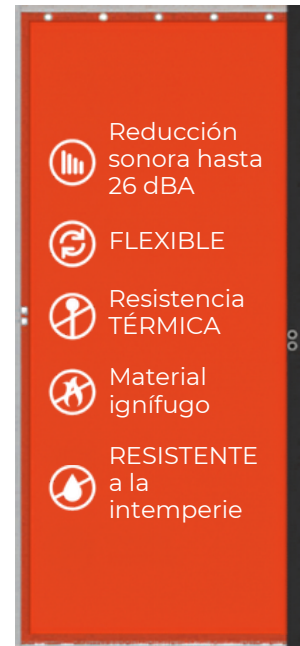 Reducción
sonora hasta
26 dBA
FLEXIBLE
Resistencia
TÉRMICA
Material
ignífugo
RESISTENTE
a la
intemperie